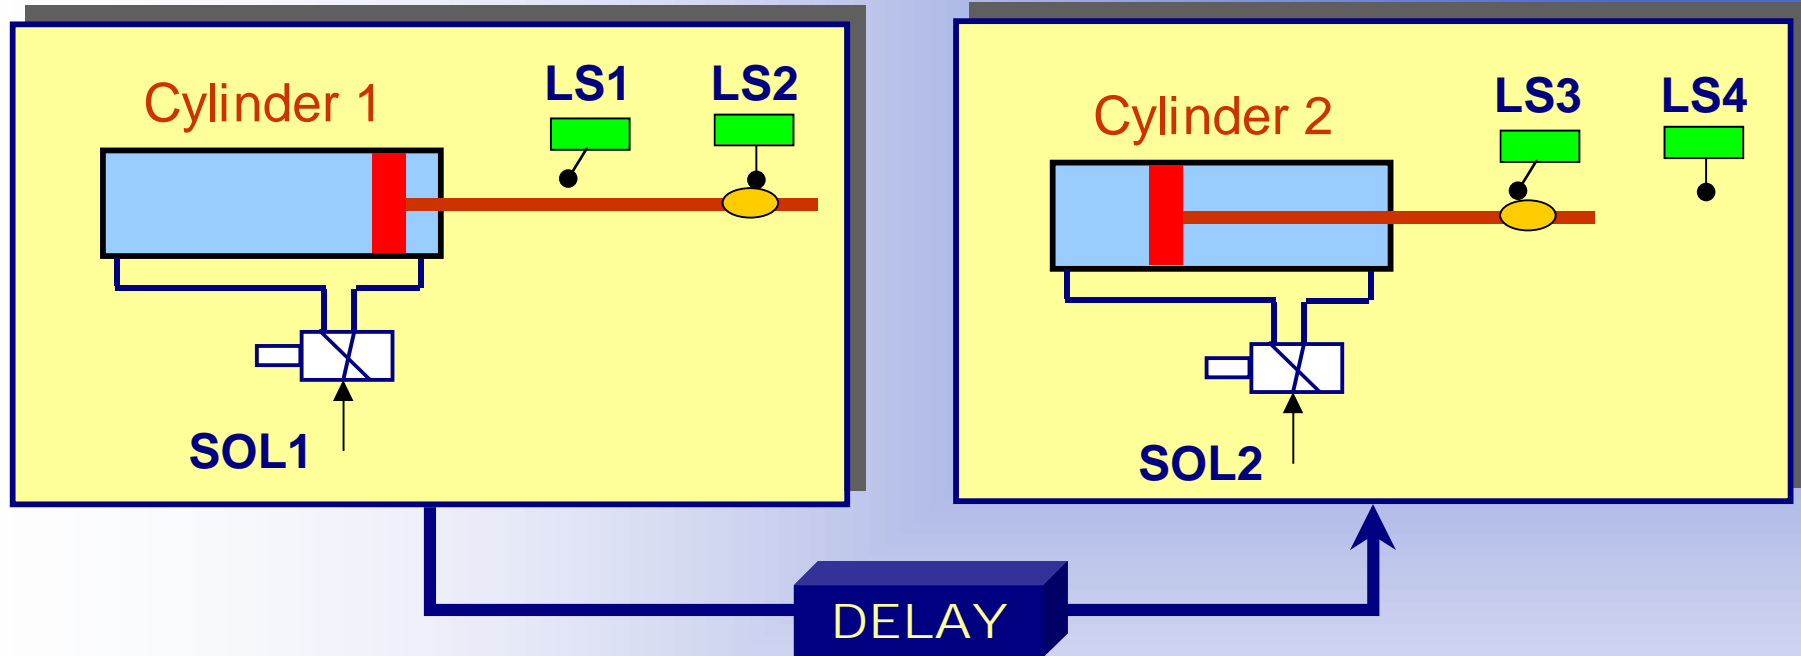 Cylinder 1
LS1
LS2
SOL1
Cylinder 2
LS3
LS4
SOL2
DELAY